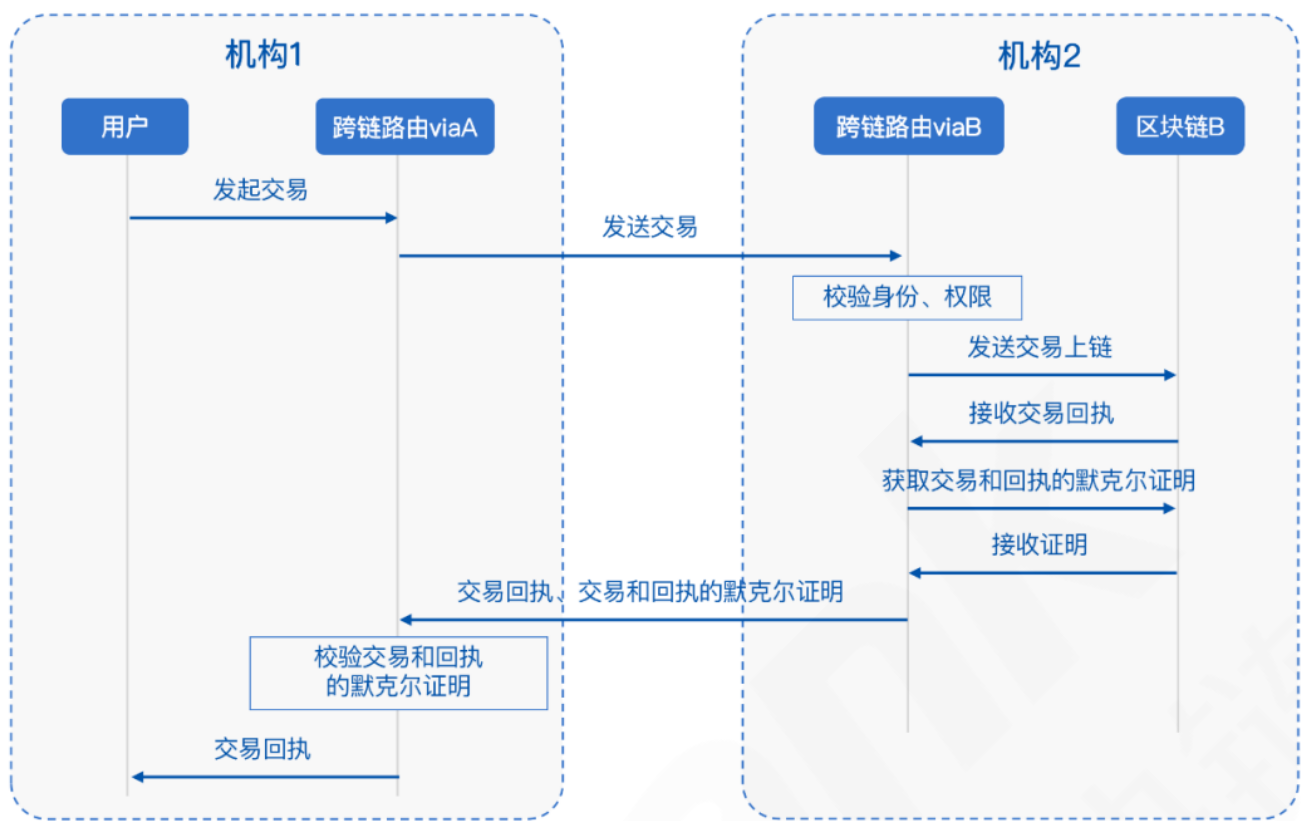 机构1
机构2
用户
跨链路由viaA
跨链路由viaB
区块链B
发起交易
发送交易
校验身份、权限
发送交易上链
接收交易回执
获取交易和回执的默克尔证明
接收证明
交易回执、交易和回执的默克尔证明
校验交易和回执
的默克尔证明
交易回执